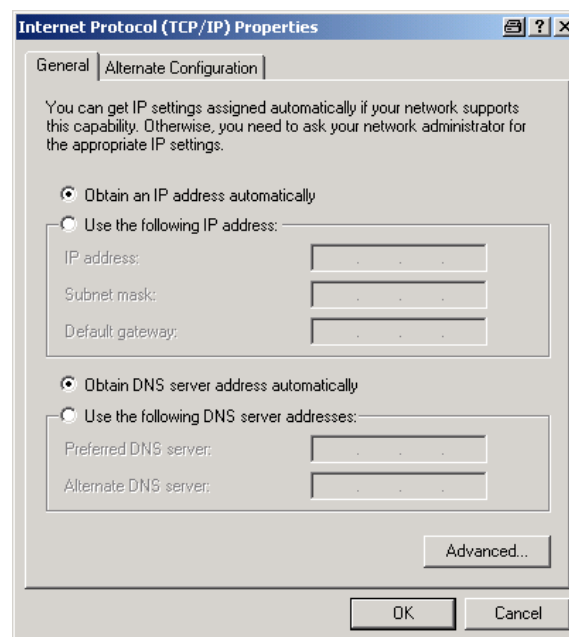 Internet Protocol (TCP/IP) Properties
General
Alternate Configuration
You can get IP settings assigned automatically if your network supports
this capability. Otherwise, you need to ask your network administrator for
the appropriate IP settings.
Obtain an IP address automatically
Use the following IP address:
IP address:
Subnet mask:
Default gateway:
Obtain DNS server address automatically
Use the following DNS server addresses:
Preferred DNS server:
Alternate DNS server:
Advanced...
OK
Cancel